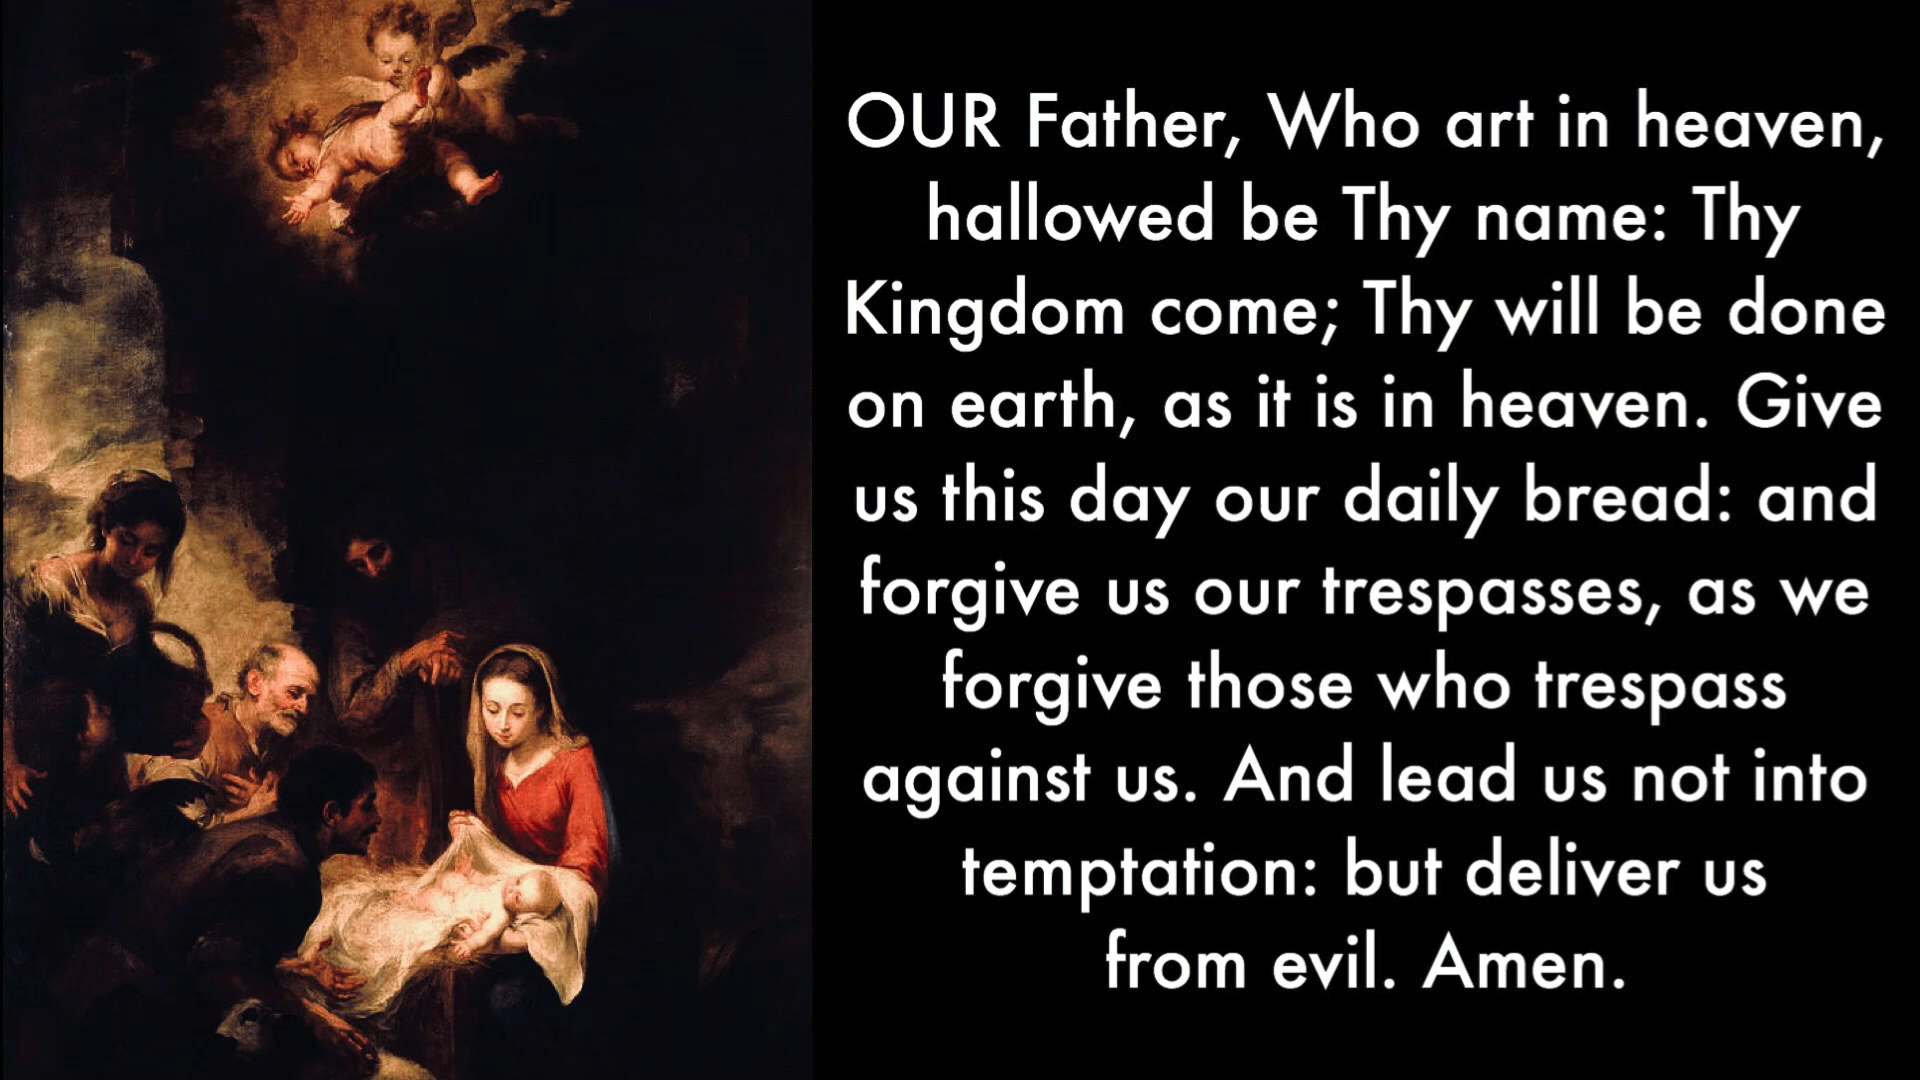 OUR Father, Who art in heaven,
hallowed be Thy name: Thy
Kingdom come; Thy will be done
on earth, as it is in heaven. Give
us this day our daily bread: and
forgive us our trespasses, as we
forgive those who trespass
against us. And lead us not into
temptation: but deliver us
from evil. Amen.